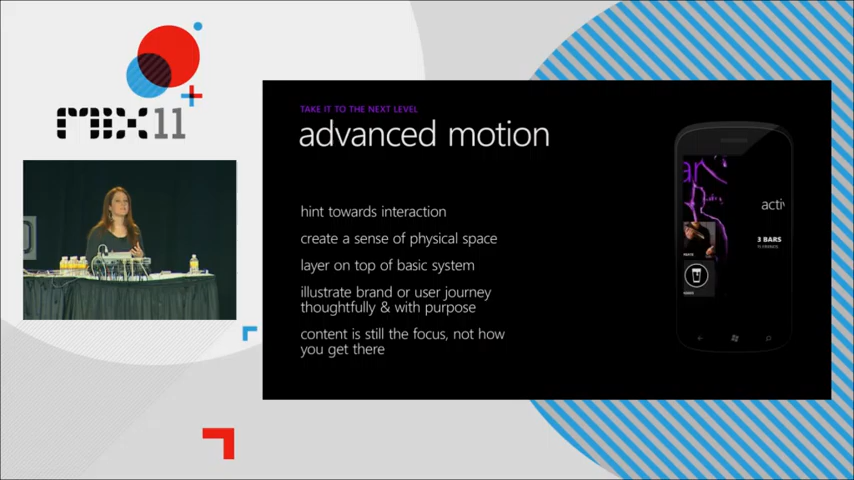 mix11
TAKE IT TO THE NEXT LEVEL
advanced motion
hint towards interaction
create a sense of physical space
layer on top of basic system
illustrate brand or user journey
thoughtfully & with purpose
content is still the focus, not how
you get there
activ
3 BARS